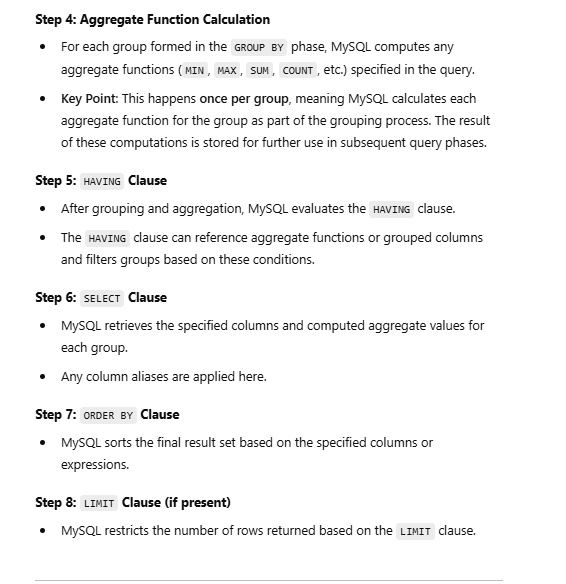 Step 4: Aggregate Function Calculation
• For each group formed in the GROUP BY phase, MySQL computes any
aggregate functions ( MIN , MAX , SUM , COUNT , etc.) specified in the query.
• Key Point: This happens once per group, meaning MySQL calculates each
aggregate function for the group as part of the grouping process. The result
of these computations is stored for further use in subsequent query phases.
Step 5: HAVING Clause
• After grouping and aggregation, MySQL evaluates the HAVING clause.
• The HAVING clause can reference aggregate functions or grouped columns
and filters groups based on these conditions.
Step 6: SELECT Clause
• MySQL retrieves the specified columns and computed aggregate values for
each group.
• Any column aliases are applied here.
Step 7: ORDER BY Clause
• MySQL sorts the final result set based on the specified columns or
expressions.
Step 8: LIMIT Clause (if present)
• MySQL restricts the number of rows returned based on the LIMIT clause.